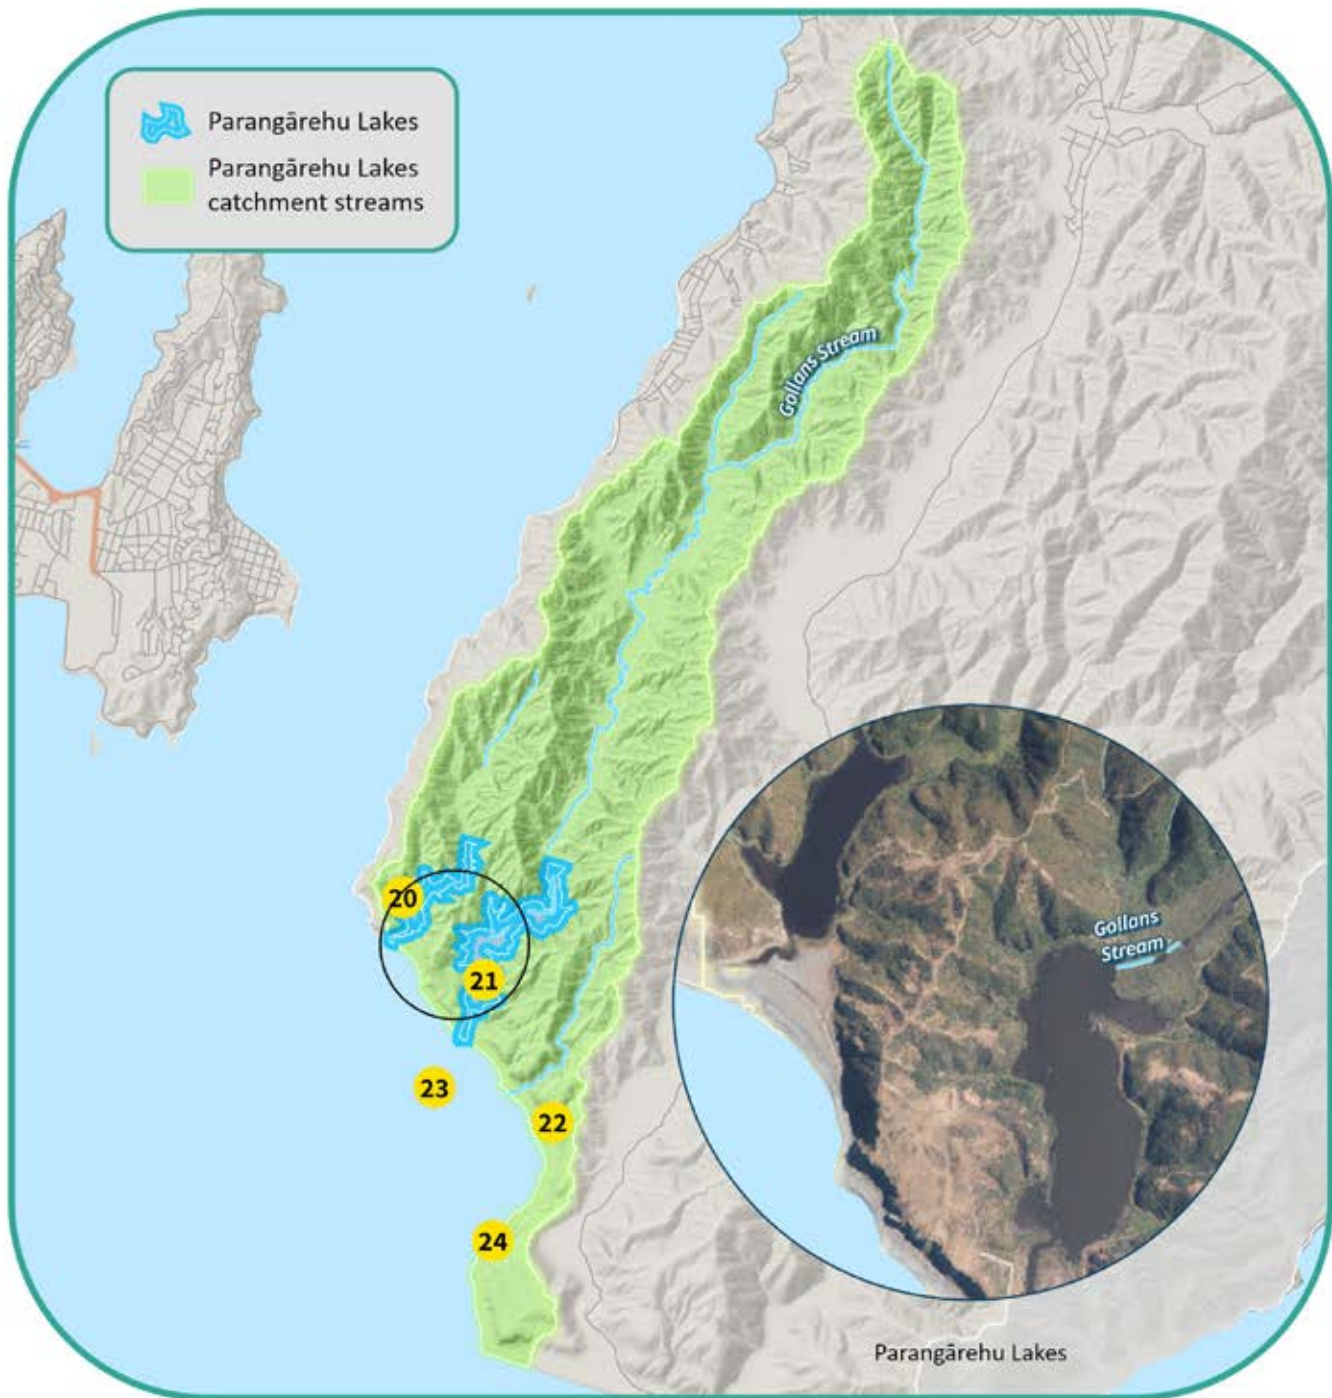 Parangārehu Lakes
Parangārehu Lakes
catchment streams
Gollans Stream
20
21
23
22
24
Gollans
Stream
Parangārehu Lakes